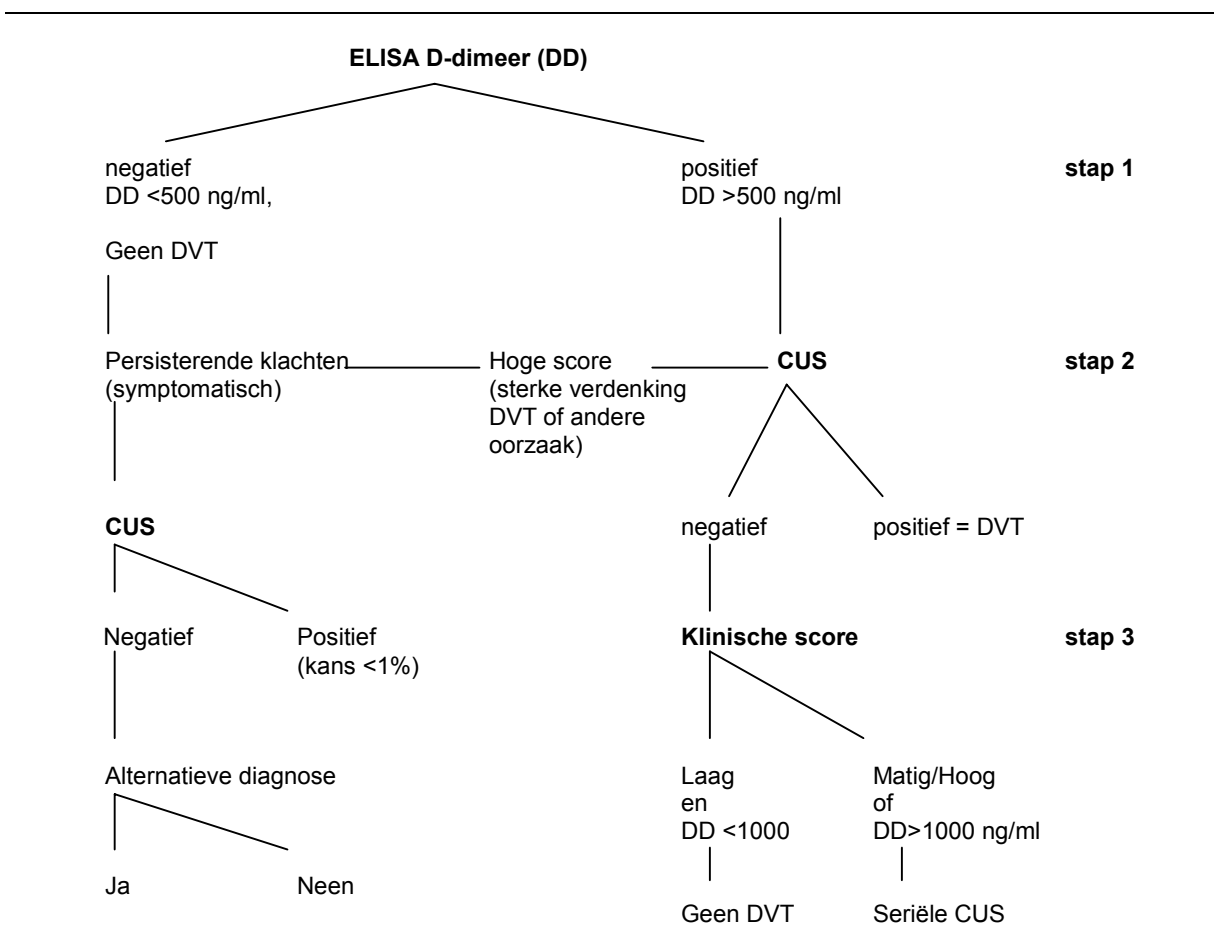 ELISA D-dimeer (DD)
negatief
DD <500 ng/ml,
Geen DVT
positief
DD >500 ng/ml
stap 1
Persisterende klachten
(symptomatisch)
Hoge score
(sterke verdenking
DVT of andere
oorzaak)
CUS
stap 2
CUS
negatief
positief = DVT
Negatief
Positief
(kans <1%)
Klinische score
stap 3
Alternatieve diagnose
Laag
en
DD <1000
Matig/Hoog
of
DD>1000 ng/ml
Ja
Neen
Geen DVT
Seriële CUS